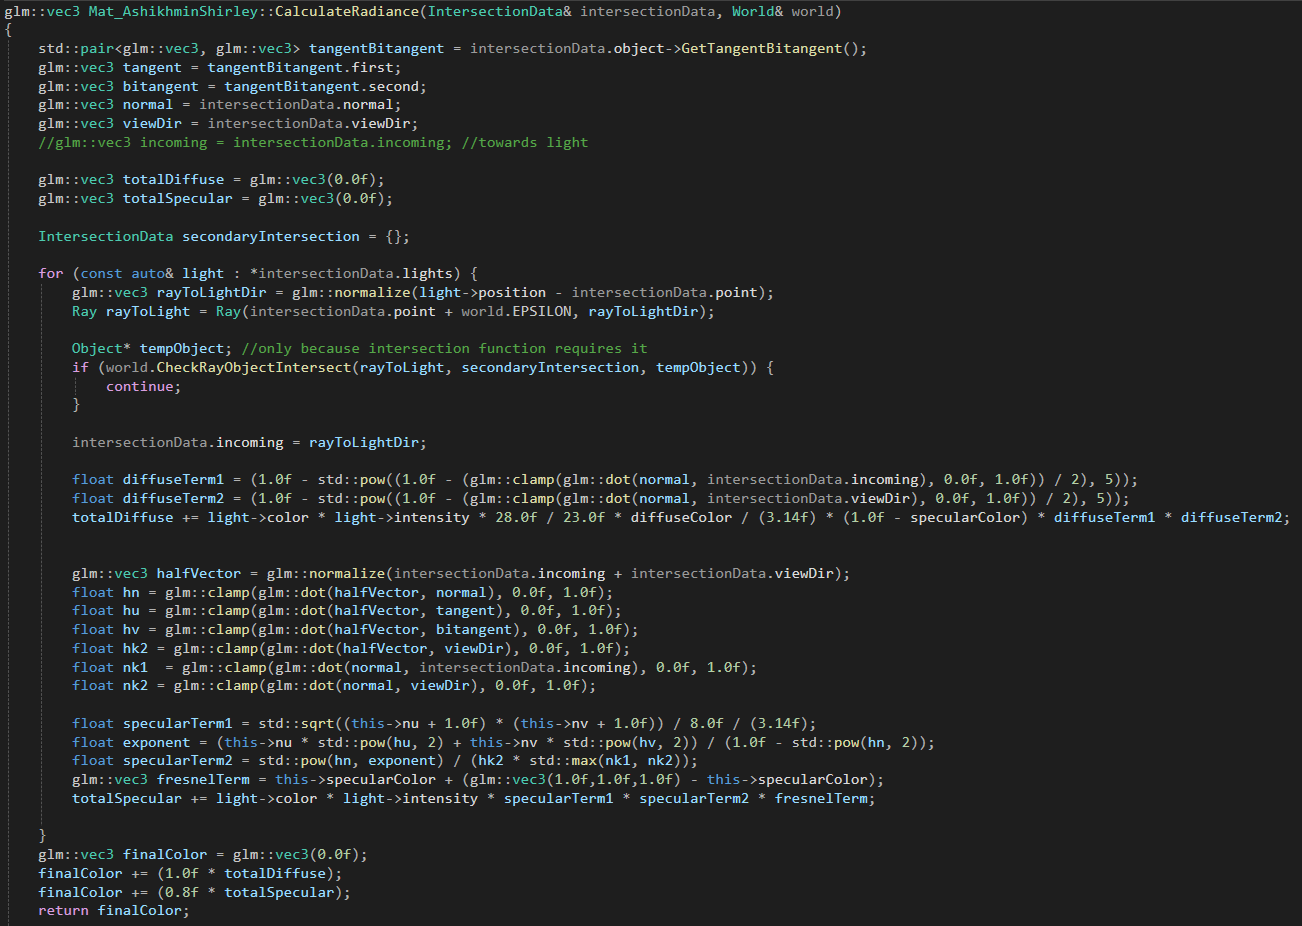 glm::vec3 Mat_AshikhminShirley::CalculateRadiance(IntersectionData& intersectionData, World& world)
{
    std::pair<glm::vec3, glm::vec3> tangentBitangent = intersectionData.object->GetTangentBitangent();
    glm::vec3 tangent = tangentBitangent.first;
    glm::vec3 bitangent = tangentBitangent.second;
    glm::vec3 normal = intersectionData.normal;
    glm::vec3 viewDir = intersectionData.viewDir;
    //glm::vec3 incoming = intersectionData.incoming; //towards light

    glm::vec3 totalDiffuse = glm::vec3(0.0f);
    glm::vec3 totalSpecular = glm::vec3(0.0f);

    IntersectionData secondaryIntersection = {};

    for (const auto& light : *intersectionData.lights) {
        glm::vec3 rayToLightDir = glm::normalize(light->position - intersectionData.point);
        Ray rayToLight = Ray(intersectionData.point + world.EPSILON, rayToLightDir);

        Object* tempObject; //only because intersection function requires it
        if (world.CheckRayObjectIntersect(rayToLight, secondaryIntersection, tempObject)) {
            continue;
        }

        intersectionData.incoming = rayToLightDir;

        float diffuseTerm1 = (1.0f - std::pow((1.0f - (glm::clamp(glm::dot(normal, intersectionData.incoming), 0.0f, 1.0f)) / 2), 5));
        float diffuseTerm2 = (1.0f - std::pow((1.0f - (glm::clamp(glm::dot(normal, intersectionData.viewDir), 0.0f, 1.0f)) / 2), 5));
        totalDiffuse += light->color * light->intensity * 28.0f / 23.0f * diffuseColor / (3.14f) * (1.0f - specularColor) * diffuseTerm1 * diffuseTerm2;

        glm::vec3 halfVector = glm::normalize(intersectionData.incoming + intersectionData.viewDir);
        float hn = glm::clamp(glm::dot(halfVector, normal), 0.0f, 1.0f);
        float hu = glm::clamp(glm::dot(halfVector, tangent), 0.0f, 1.0f);
        float hv = glm::clamp(glm::dot(halfVector, bitangent), 0.0f, 1.0f);
        float hk2 = glm::clamp(glm::dot(halfVector, viewDir), 0.0f, 1.0f);
        float nk1  = glm::clamp(glm::dot(normal, intersectionData.incoming), 0.0f, 1.0f);
        float nk2 = glm::clamp(glm::dot(normal, viewDir), 0.0f, 1.0f);

        float specularTerm1 = std::sqrt((this->nu + 1.0f) * (this->nv + 1.0f)) / 8.0f / (3.14f);
        float exponent = (this->nu * std::pow(hu, 2) + this->nv * std::pow(hv, 2)) / (1.0f - std::pow(hn, 2));
        float specularTerm2 = std::pow(hn, exponent) / (hk2 * std::max(nk1, nk2));
        glm::vec3 fresnelTerm = this->specularColor + (glm::vec3(1.0f,1.0f,1.0f) - this->specularColor);
        totalSpecular += light->color * light->intensity * specularTerm1 * specularTerm2 * fresnelTerm;

    }
    glm::vec3 finalColor = glm::vec3(0.0f);
    finalColor += (1.0f * totalDiffuse);
    finalColor += (0.8f * totalSpecular);
    return finalColor;